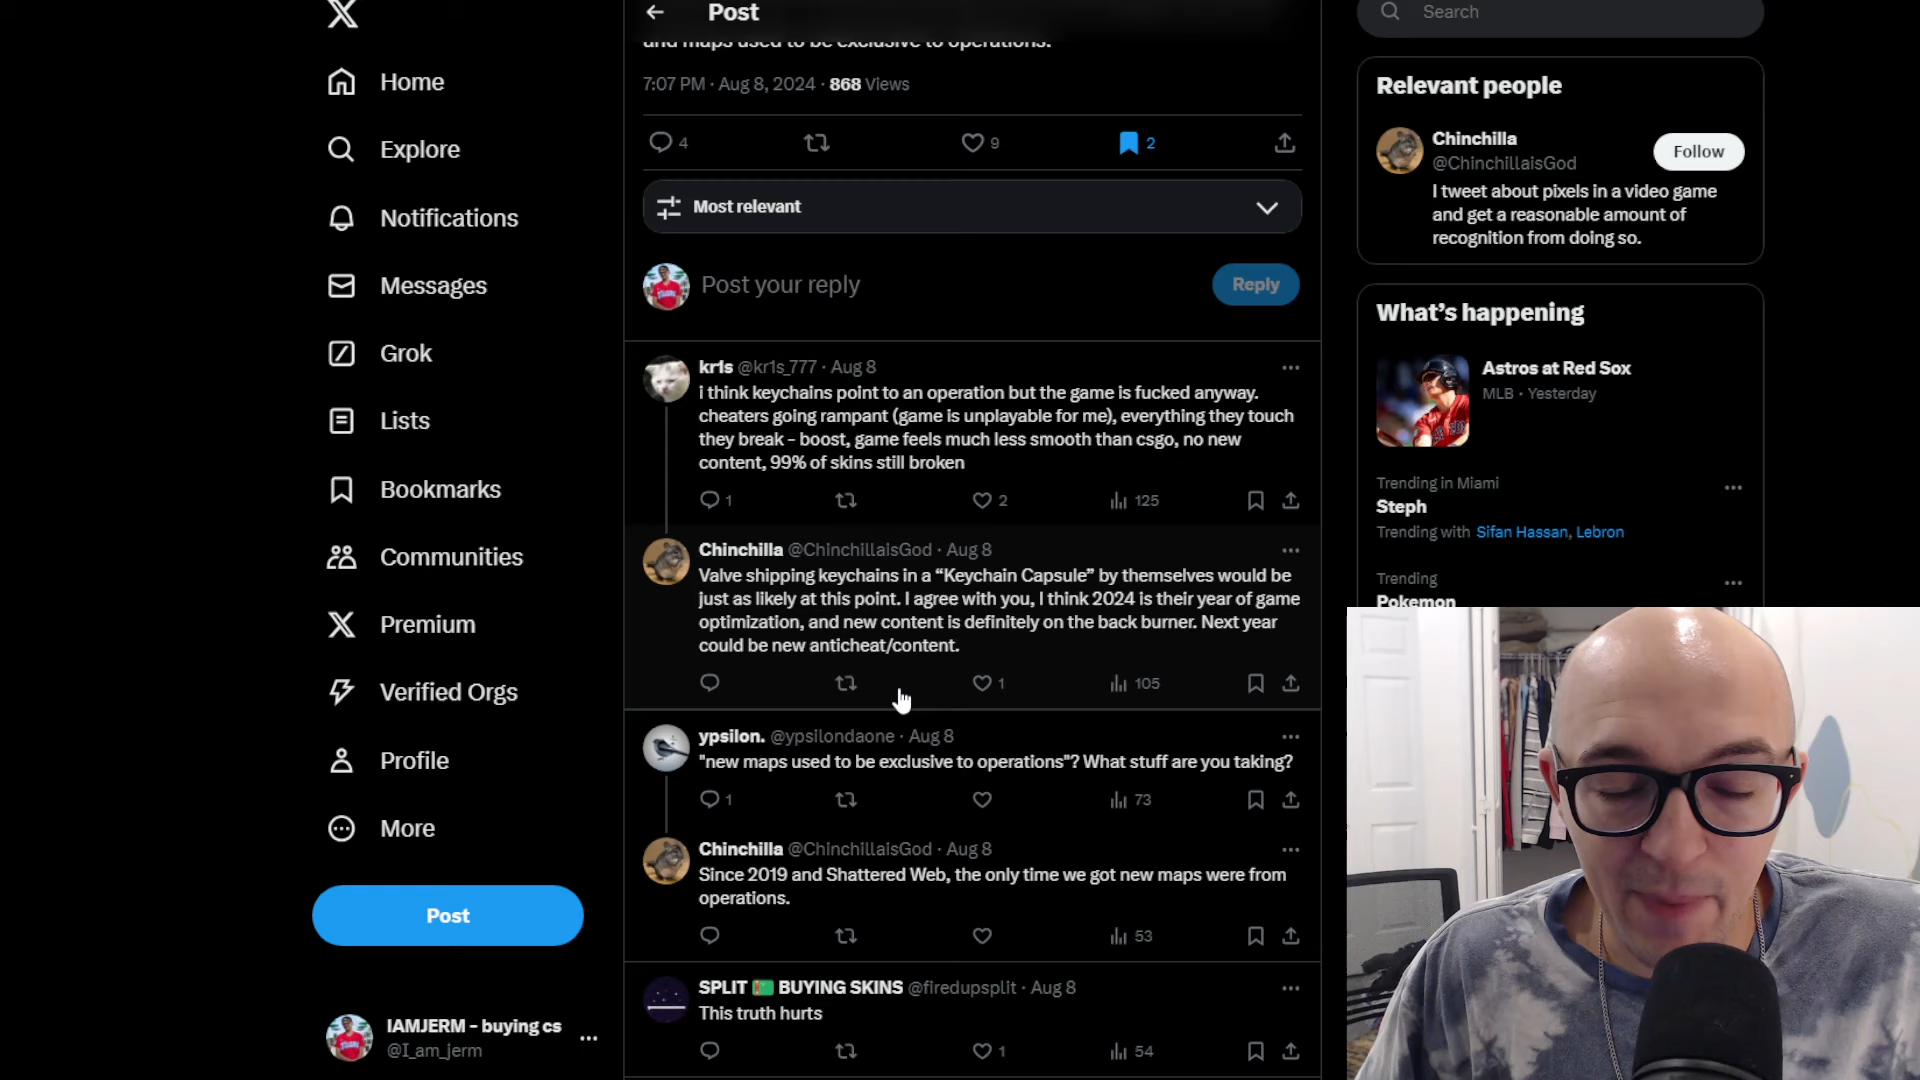 Home
Explore
Notifications
Messages
Grok
Lists
Bookmarks
Communities
Premium
Verified Orgs
Profile
More
Post
IAMJERM - buying cs
@I_am_jerm
Post
and maps used to be exclusive to operations.
7:07 PM · Aug 8, 2024 · 868 Views
4
9
2
Most relevant
Post your reply
Reply
kr1s @kr1s_777 · Aug 8
i think keychains point to an operation but the game is fucked anyway.
cheaters going rampant (game is unplayable for me), everything they touch
they break - boost, game feels much less smooth than csgo, no new
content, 99% of skins still broken
1
2
125
Chinchilla @ChinchillaisGod · Aug 8
Valve shipping keychains in a “Keychain Capsule” by themselves would be
just as likely at this point. I agree with you, I think 2024 is their year of game
optimization, and new content is definitely on the back burner. Next year
could be new anticheat/content.
1
105
ypsilon. @ypsilondaone · Aug 8
"new maps used to be exclusive to operations"? What stuff are you taking?
1
73
Chinchilla @ChinchillaisGod · Aug 8
Since 2019 and Shattered Web, the only time we got new maps were from
operations.
53
SPLIT BUYING SKINS @firedupsplit · Aug 8
This truth hurts
1
54
Search
Relevant people
Chinchilla
@ChinchillaisGod
Follow
I tweet about pixels in a video game
and get a reasonable amount of
recognition from doing so.
What’s happening
Astros at Red Sox
MLB · Yesterday
Trending in Miami
Steph
Trending with Sifan Hassan, Lebron
Trending
Pokemon